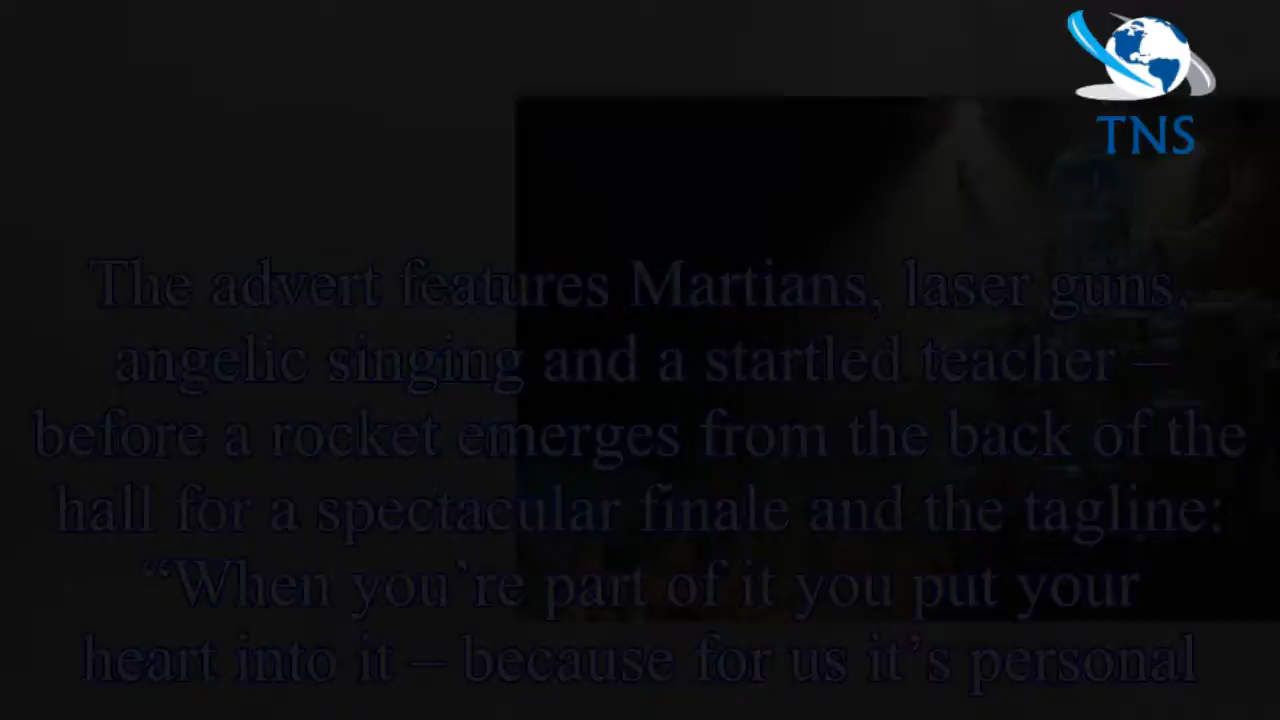 TNS
The advert features Martians, laser guns,
angelic singing and a startled teacher –
before a rocket emerges from the back of the
hall for a spectacular finale and the tagline:
“When you’re part of it you put your
heart into it – because for us it’s personal